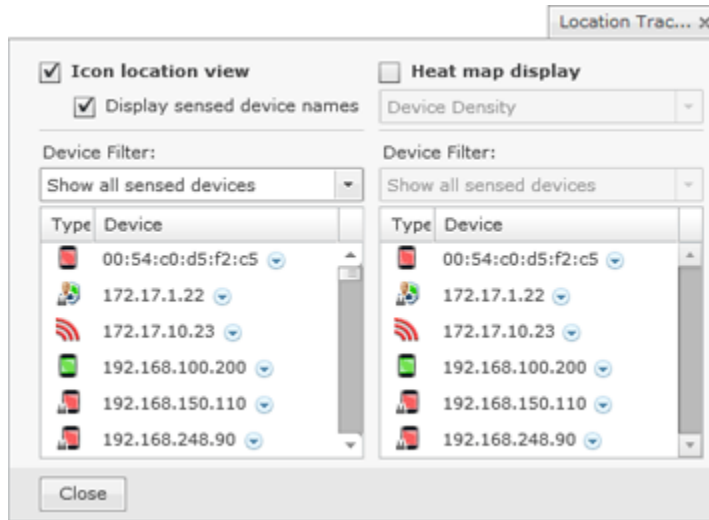 Location Trac... x
Icon location view
Display sensed device names
Device Filter:
Show all sensed devices
Type Device
00:54:c0:d5:f2:c5
172.17.1.22
172.17.10.23
192.168.100.200
192.168.150.110
192.168.248.90
Heat map display
Device Density
Device Filter:
Show all sensed devices
Type Device
00:54:c0:d5:f2:c5
172.17.1.22
172.17.10.23
192.168.100.200
192.168.150.110
192.168.248.90
Close